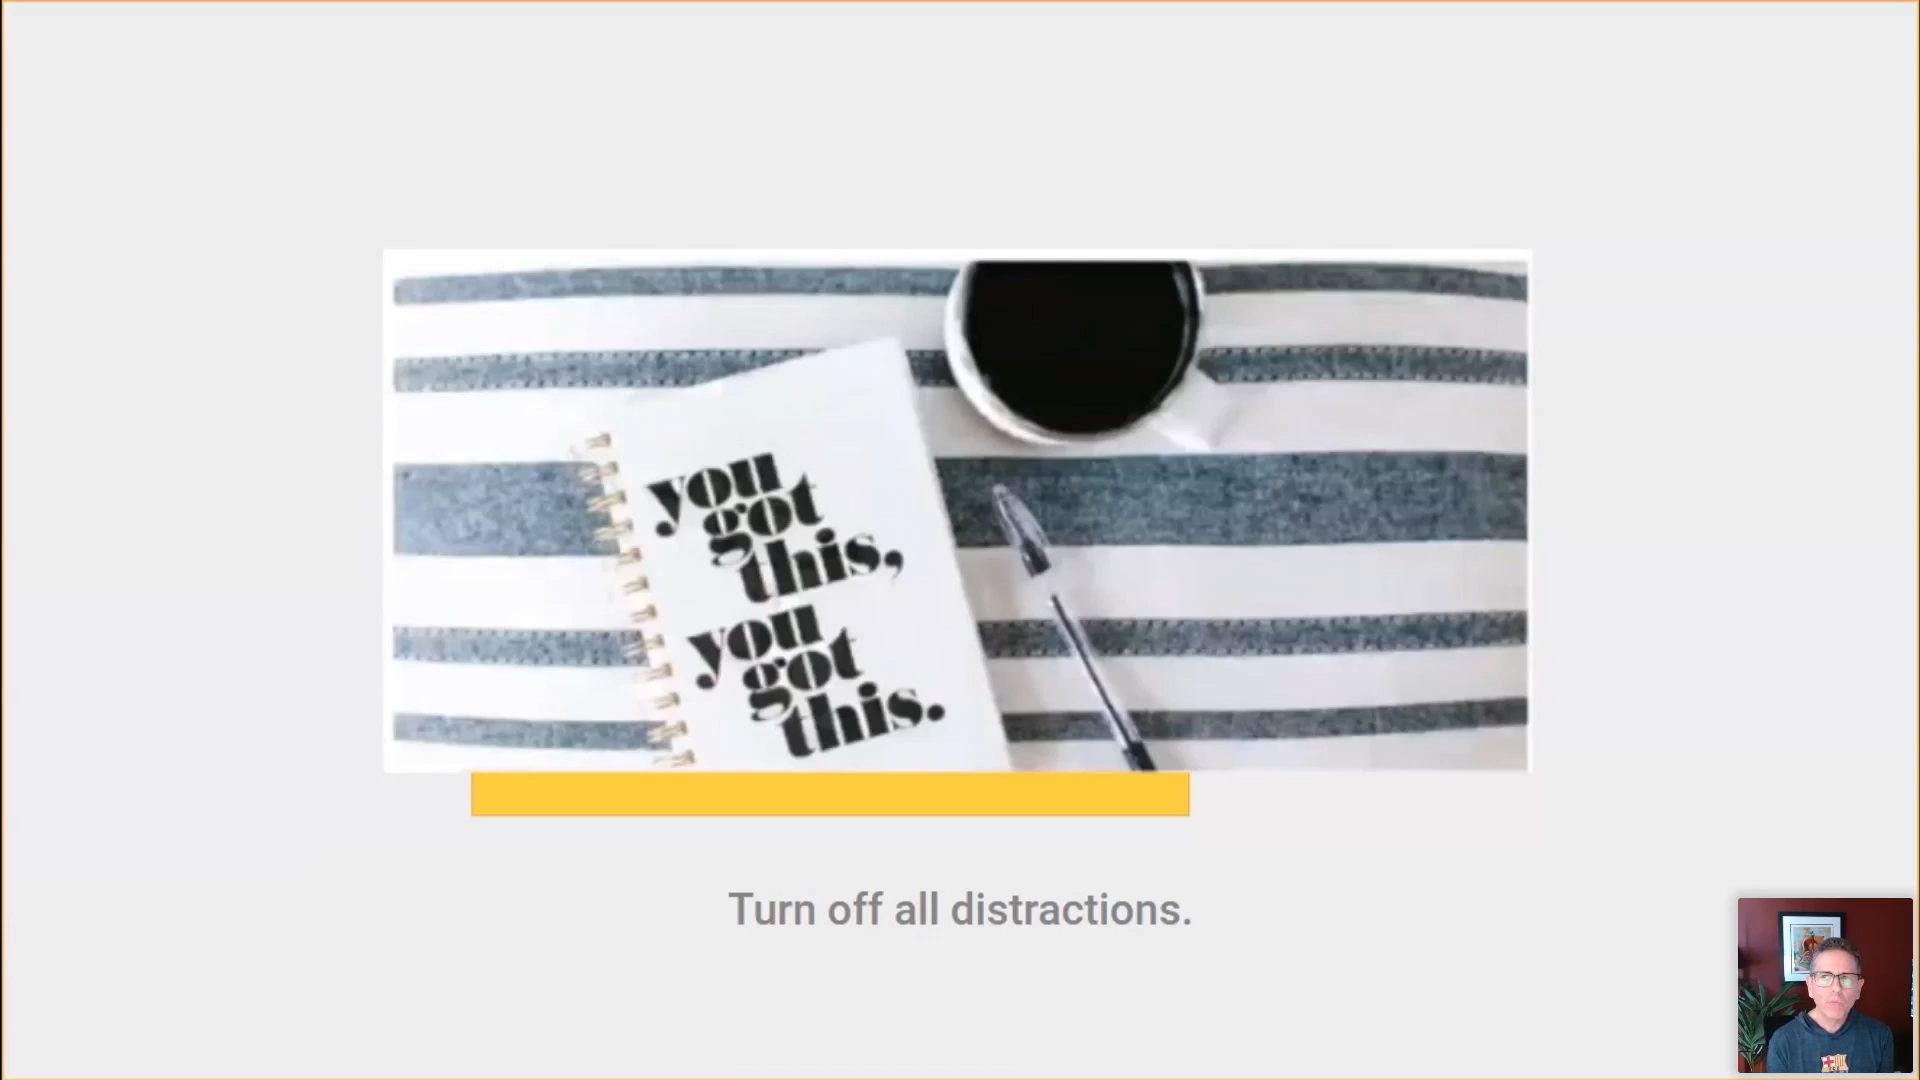 you
got
this,
you
got
this.
Turn off all distractions.